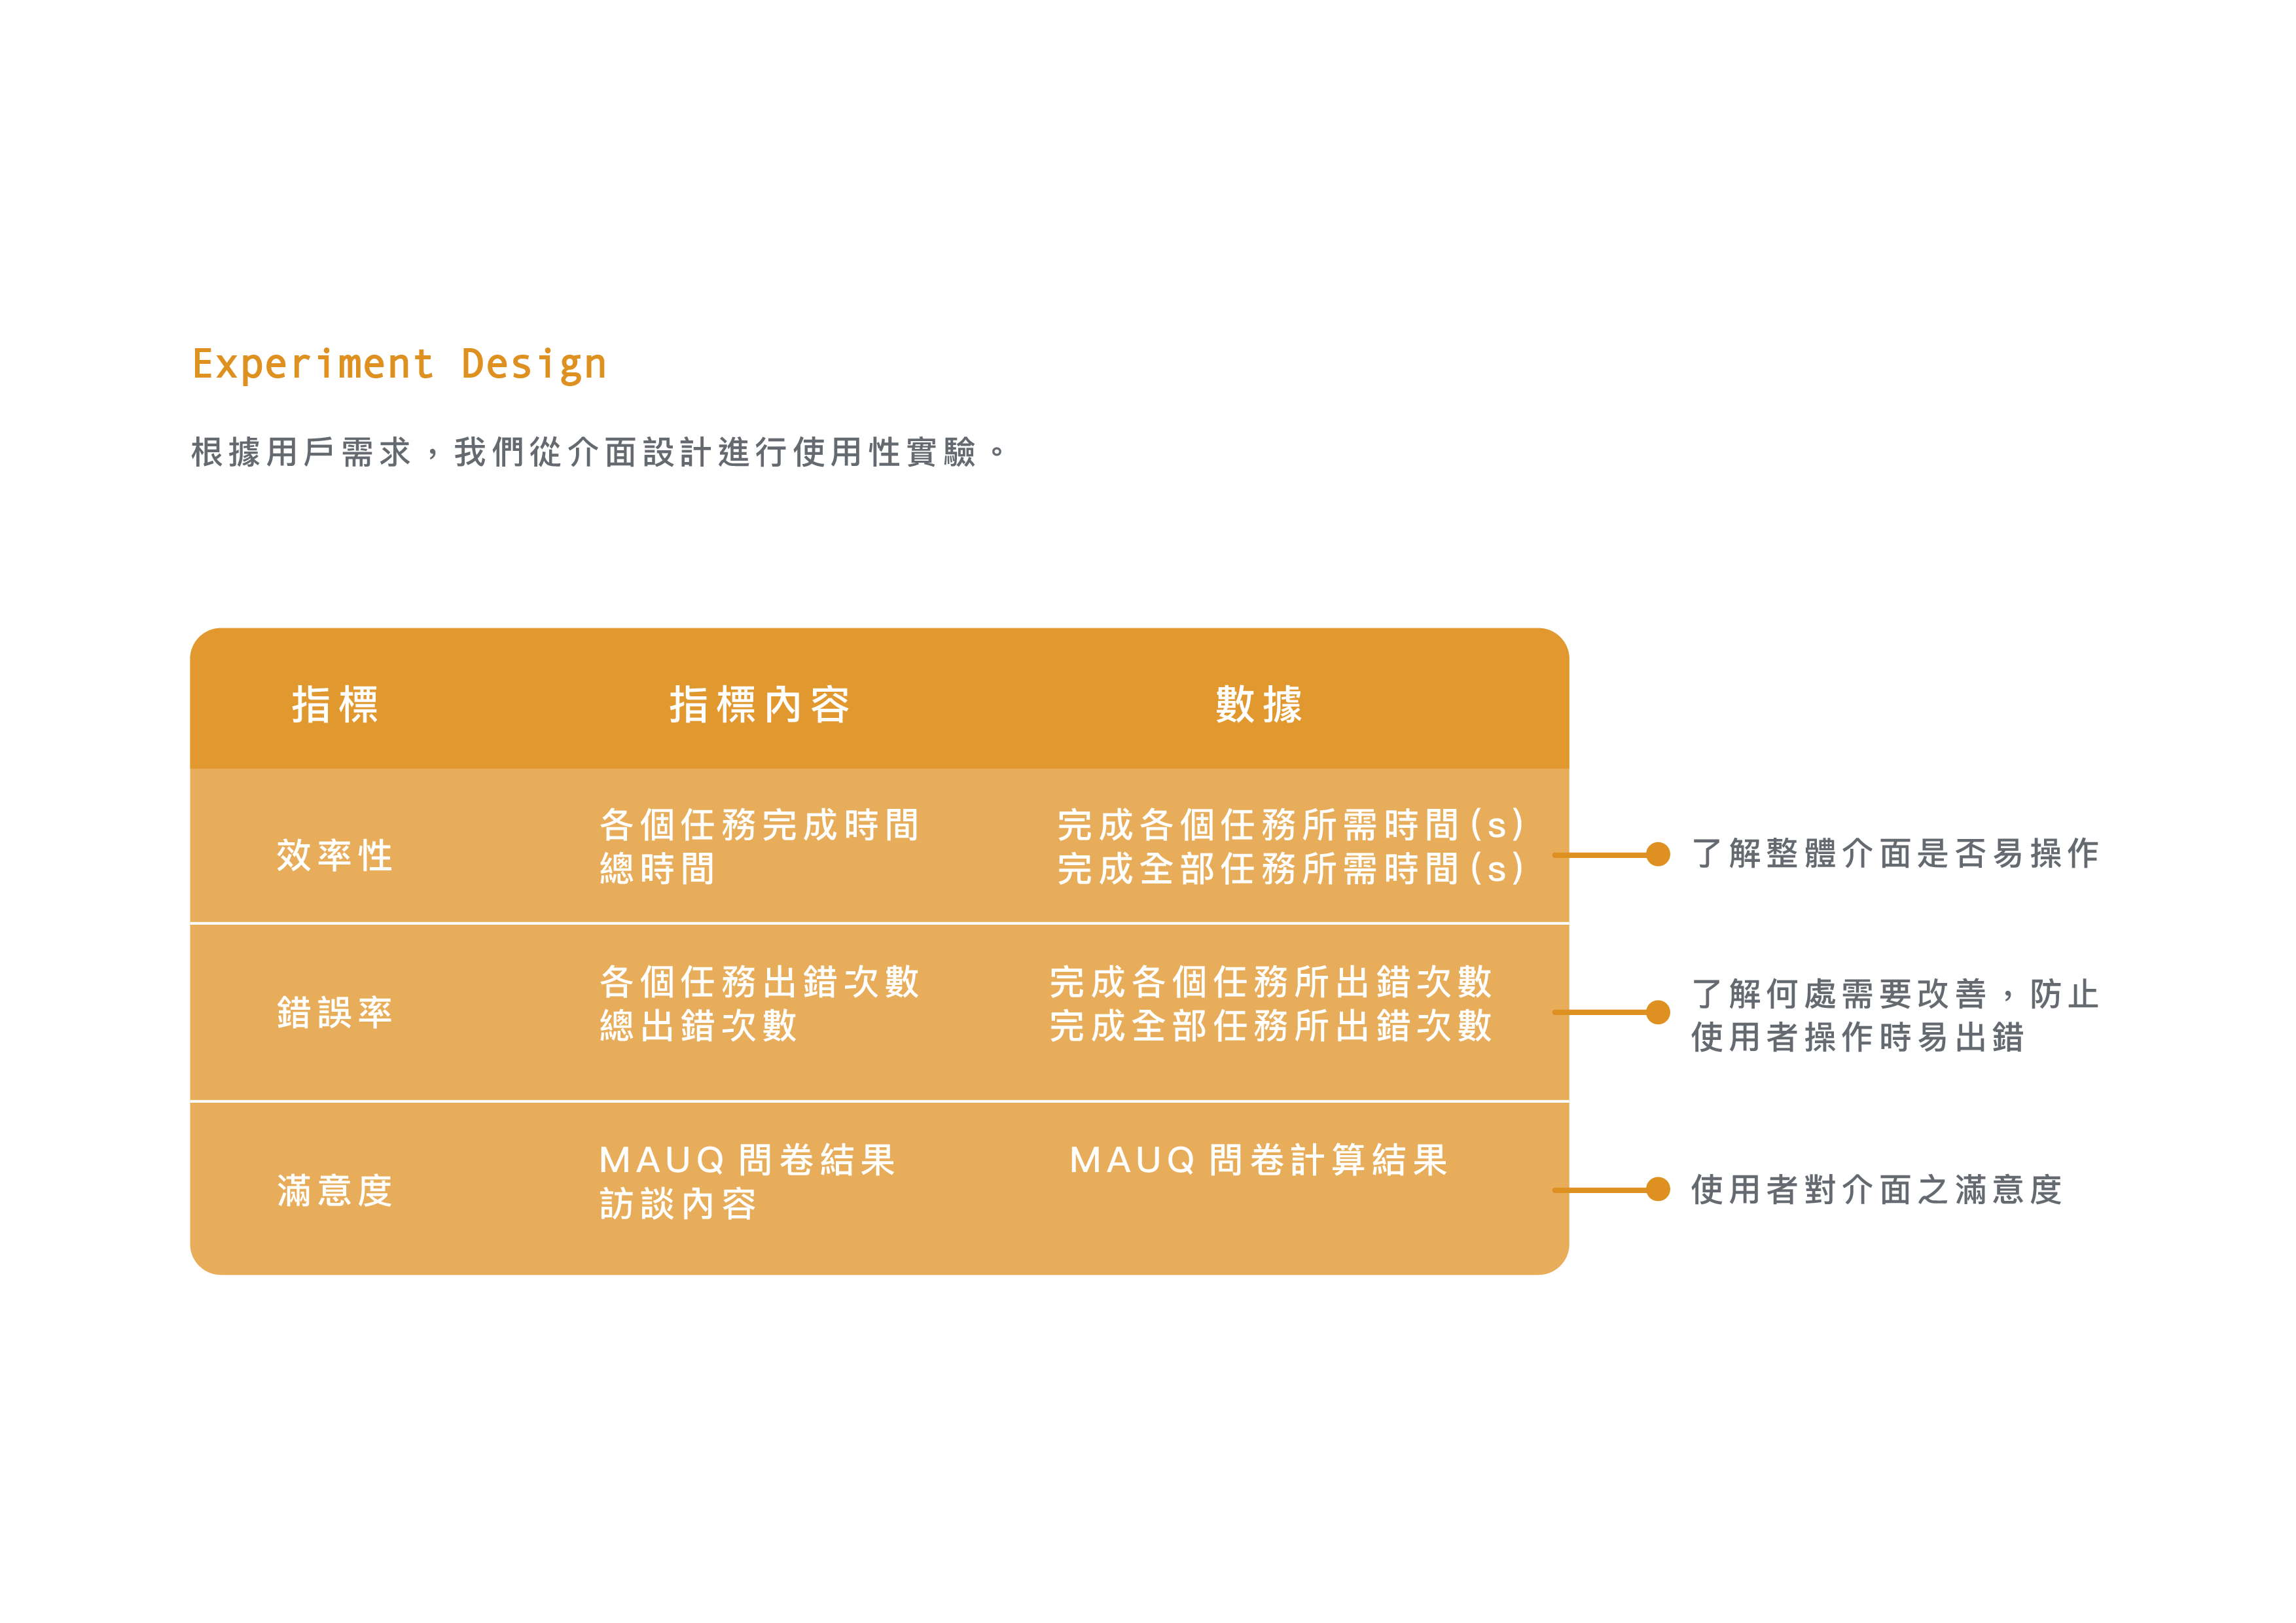 Experiment Design
根據用戶需求，我們從介面設計進行使用性實驗。
指標 指標內容 數據
效率性
各個任務完成時間
總時間
完成各個任務所需時間(s)
完成全部任務所需時間(s)
了解整體介面是否易操作
錯誤率
各個任務出錯次數
總出錯次數
完成各個任務所出錯次數
完成全部任務所出錯次數
了解何處需要改善，防止
使用者操作時易出錯
滿意度
MAUQ 問卷結果
訪談內容
MAUQ 問卷計算結果
使用者對介面之滿意度